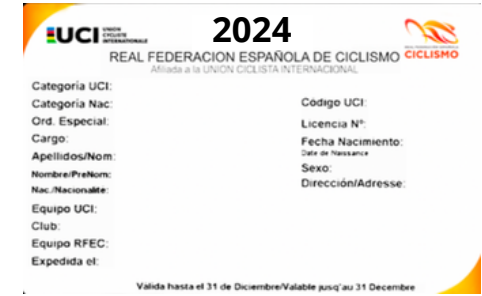 UCI UNION CYCLISTE INTERNATIONALE
2024
REAL FEDERACION ESPAÑOLA DE CICLISMO
CICLISMO
Afiliada a la UNION CICLISTA INTERNACIONAL
Categoría UCI:
Categoría Nac:
Ord. Especial:
Cargo:
Apellidos/Nom:
Nombre/PreNom:
Nac./Nacionalite:
Equipo UCI:
Club:
Equipo RFEC:
Expedida el:
Código UCI:
Licencia Nº:
Fecha Nacimiento:
Date de Naissance
Sexo:
Dirección/Adresse:
Valida hasta el 31 de Diciembre/Valable jusq'au 31 Decembre